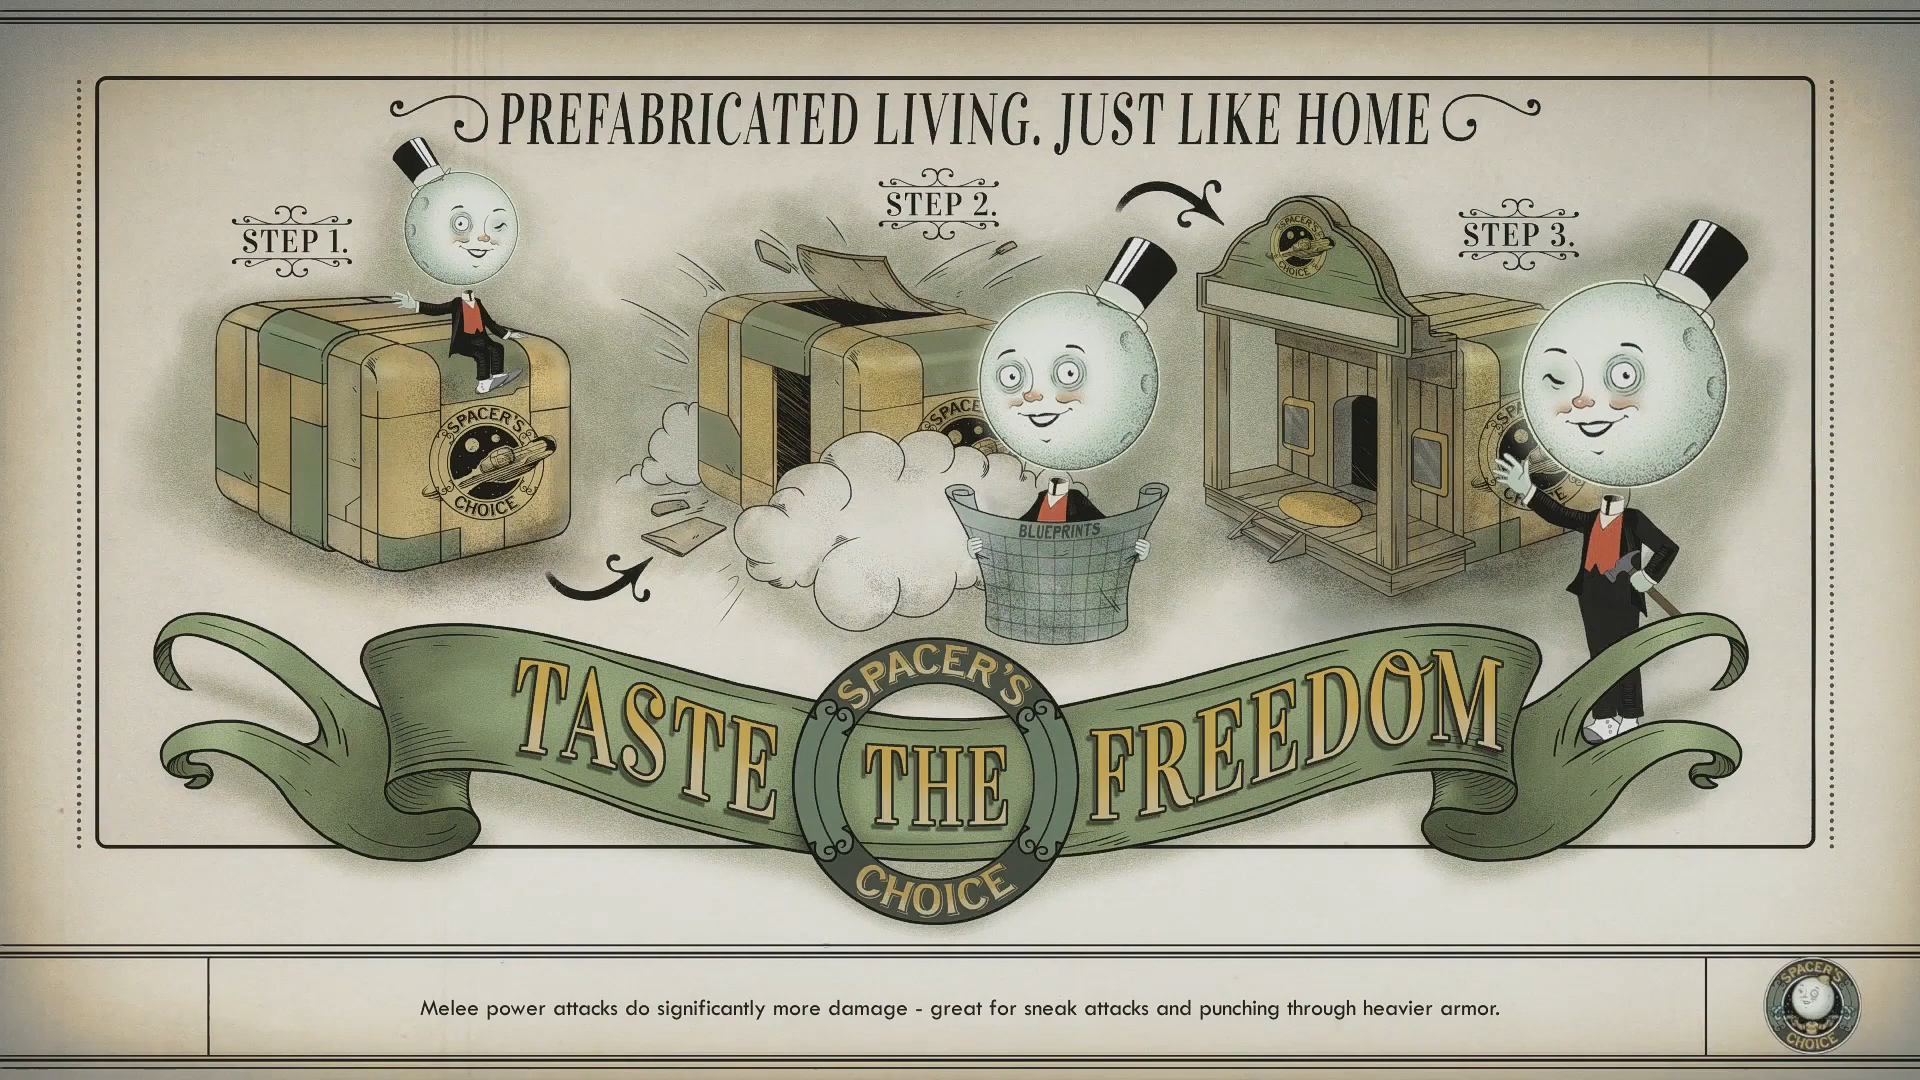 PREFABRICATED LIVING. JUST LIKE HOME
STEP 1.
STEP 2.
STEP 3.
SPACER'S
CHOICE
SPACE
SPACER'S
CHOICE
BLUEPRINTS
TASTE THE FREEDOM
SPACER'S
CHOICE
Melee power attacks do significantly more damage - great for sneak attacks and punching through heavier armor.
SPACER'S
CHOICE